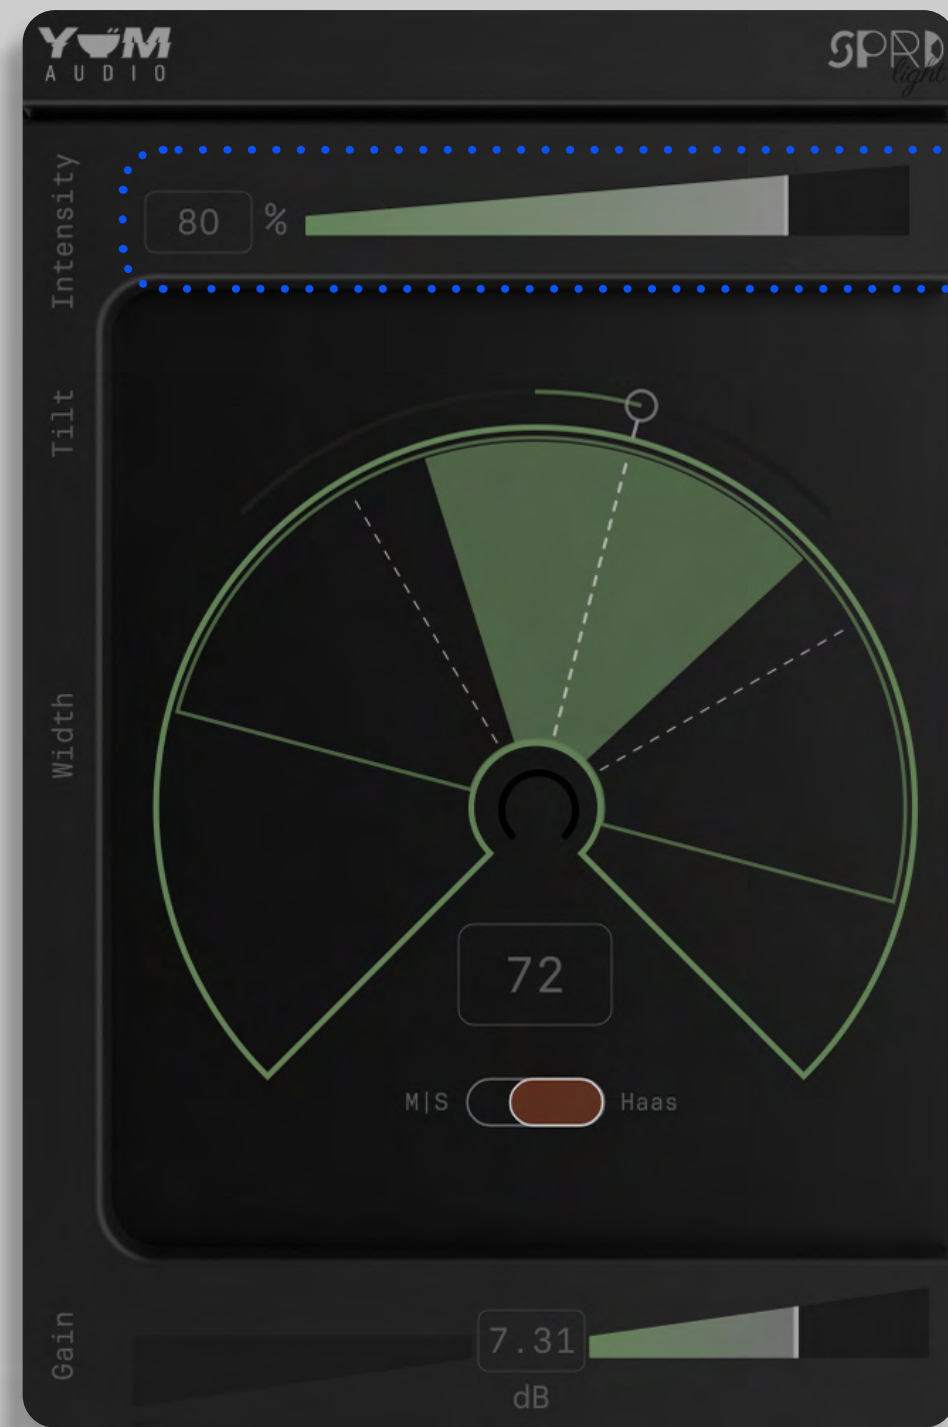 YUM
AUDIO
SPRD
light
Intensity
80 %
Tilt
Width
72
M|S
Haas
Gain
7.31
dB